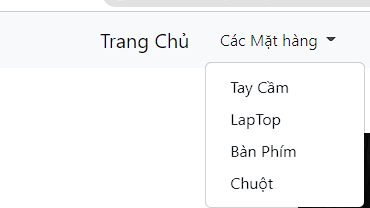 Trang Chủ Các Mặt hàng
Tay Cầm
LapTop
Bàn Phím
Chuột